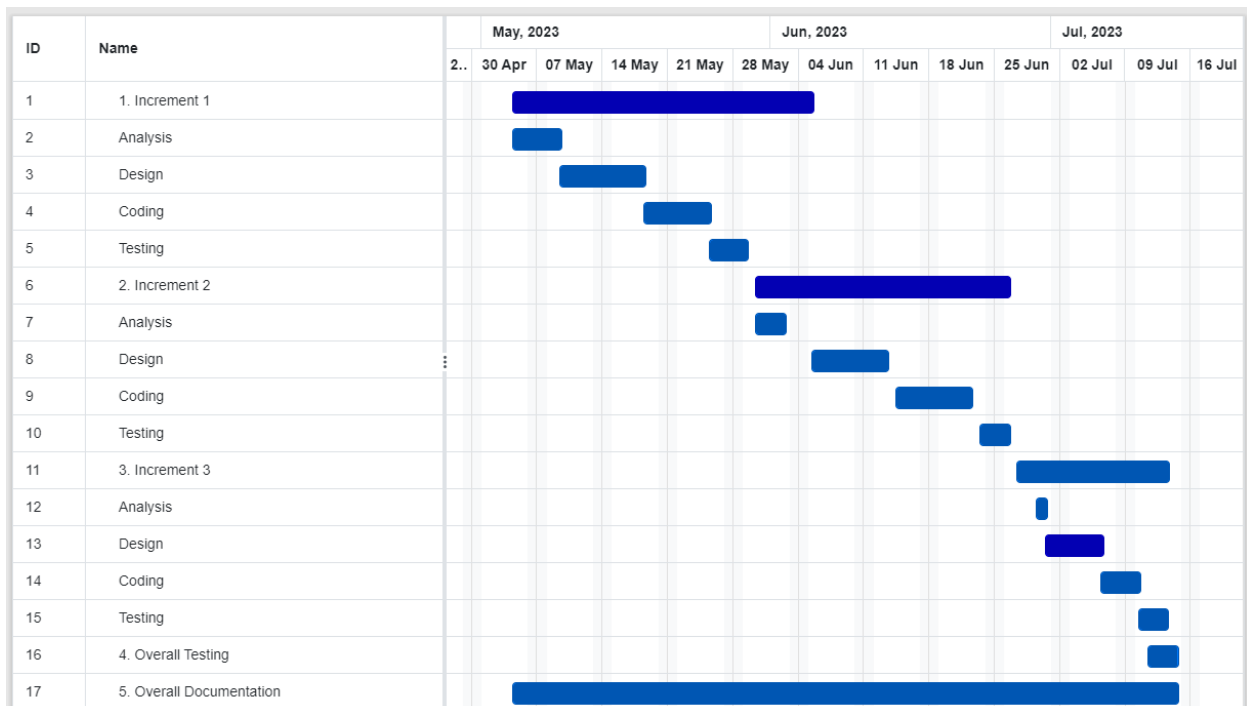 ID Name May, 2023 Jun, 2023 Jul, 2023
2.. 30 Apr 07 May 14 May 21 May 28 May 04 Jun 11 Jun 18 Jun 25 Jun 02 Jul 09 Jul 16 Jul
1 1. Increment 1
2 Analysis
3 Design
4 Coding
5 Testing
6 2. Increment 2
7 Analysis
8 Design
9 Coding
10 Testing
11 3. Increment 3
12 Analysis
13 Design
14 Coding
15 Testing
16 4. Overall Testing
17 5. Overall Documentation